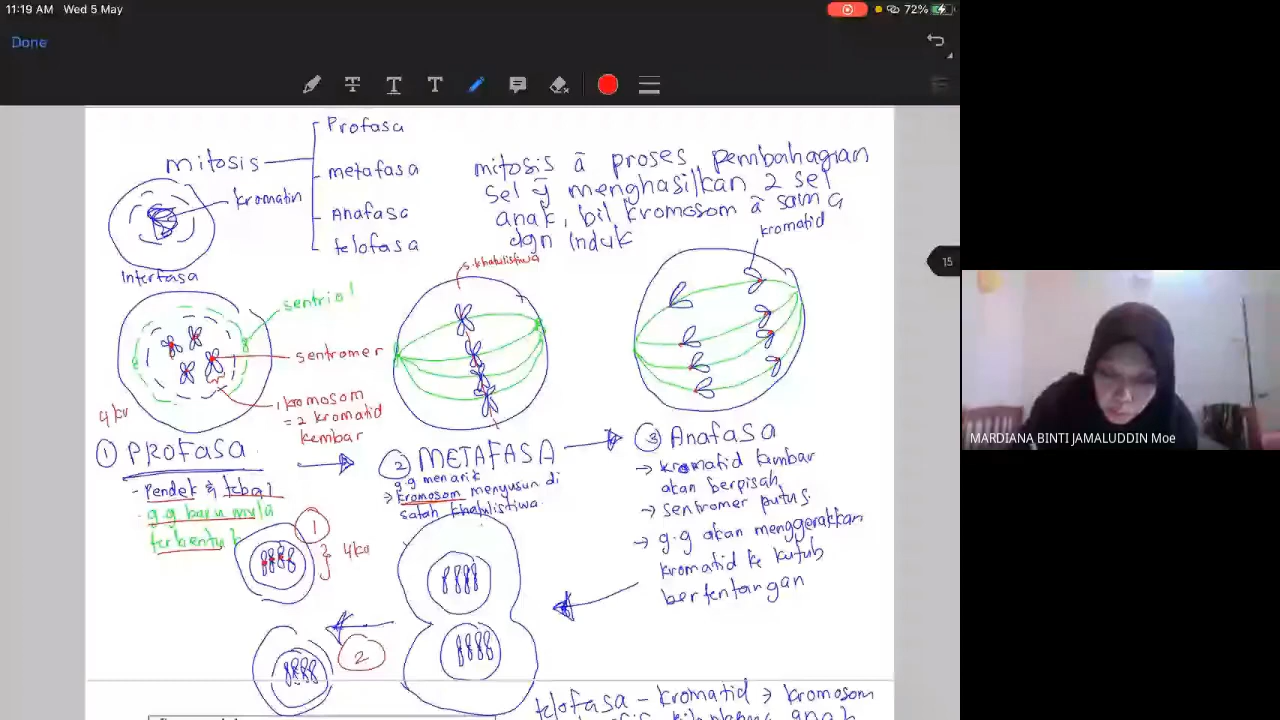 11:19 AM Wed 5 May
72%
Done
T T T
15
mitosis
Profasa
metafasa
Anafasa
telofasa
kromatin
Interfasa
mitosis ā proses pembahagian
sel ȳ menghasilkan 2 sel
anak, bil kromosom ā sama
dgn induk
kromatid
s.khatulistiwa
sentriol
sentromer
1 kromosom
= 2 kromatid
kembar
4 kro
① PROFASA
- Pendek & tebal
- g.g baru mula
terbentuk
② METAFASA
g.g menarik
→ kromosom menyusun di
satah khatulistiwa
③ Anafasa
→ kromatid kembar
akan berpisah
→ sentromer putus.
→ g.g akan menggerakkan
kromatid ke kutub
bertentangan
1
4 kro
2
telofasa - kromatid → kromosom
anak
MARDIANA BINTI JAMALUDDIN Moe